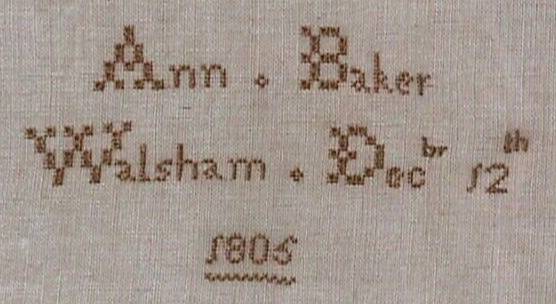 Ann . Baker
Walsham . Decbr 12th
1805